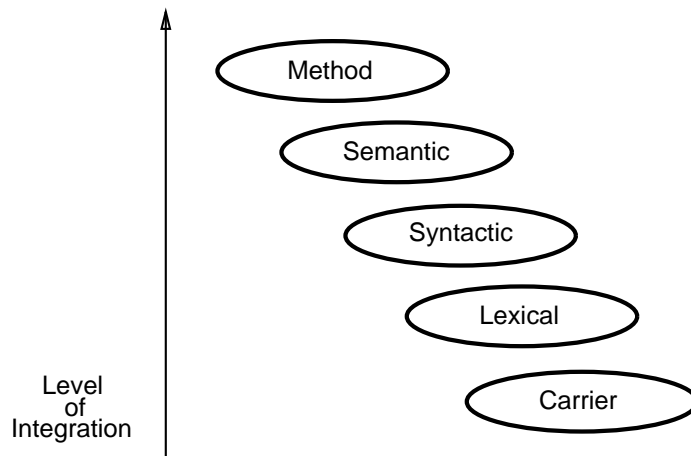 Method
Semantic
Syntactic
Lexical
Carrier
Level
of
Integration